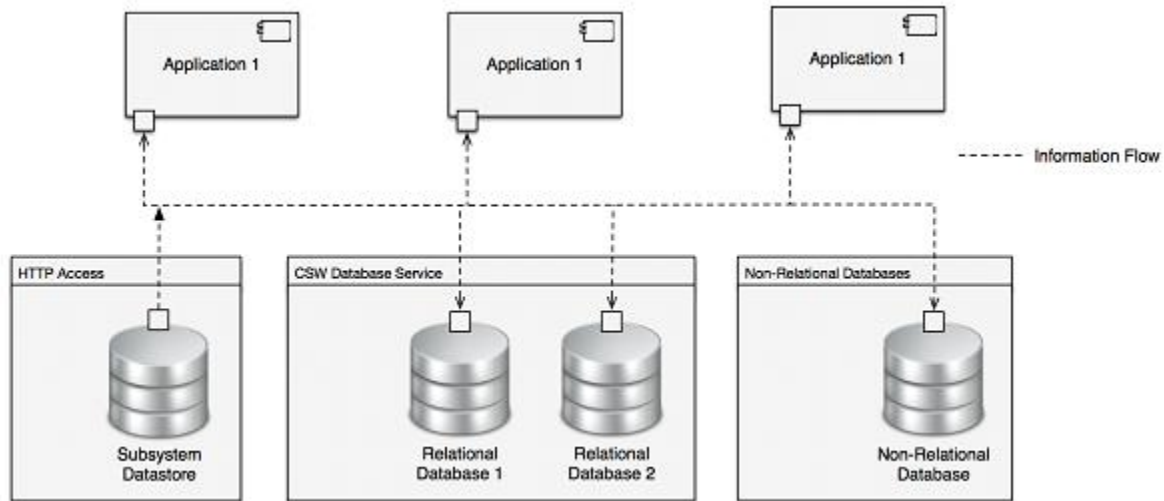 Application 1
Application 1
Application 1
Information Flow
HTTP Access
CSW Database Service
Non-Relational Databases
Subsystem
Datastore
Relational
Database 1
Relational
Database 2
Non-Relational
Database